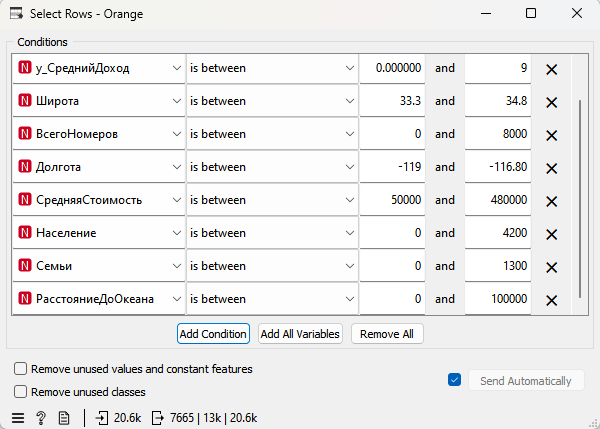 Select Rows - Orange
Conditions
N у_СреднийДоход is between 0.000000 and 9
N Широта is between 33.3 and 34.8
N ВсегоНомеров is between 0 and 8000
N Долгота is between -119 and -116.80
N СредняяСтоимость is between 50000 and 480000
N Население is between 0 and 4200
N Семьи is between 0 and 1300
N РасстояниеДоОкеана is between 0 and 100000
Add Condition Add All Variables Remove All
Remove unused values and constant features
Remove unused classes
Send Automatically
? 20.6k 7665 | 13k | 20.6k